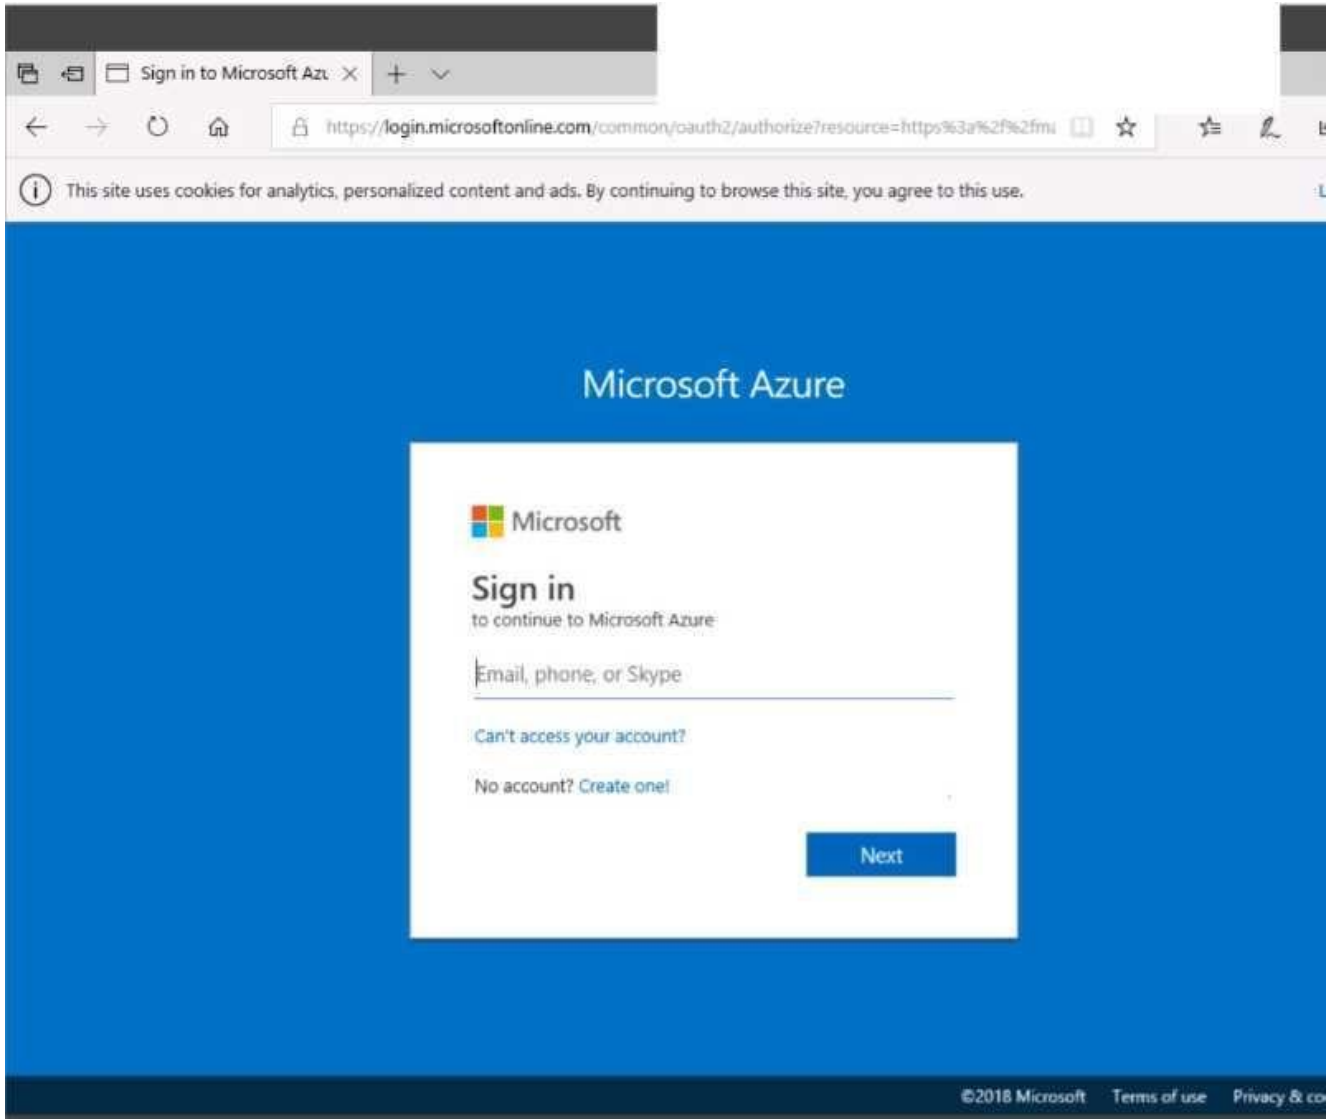 Sign in to Microsoft Az
https://login.microsoftonline.com/common/oauth2/authorize?resource=https%3a%2f%2fm
This site uses cookies for analytics, personalized content and ads. By continuing to browse this site, you agree to this use.
Microsoft Azure
Microsoft
Sign in
to continue to Microsoft Azure
Email, phone, or Skype
Can't access your account?
No account? Create one!
Next
©2018 Microsoft Terms of use Privacy & co